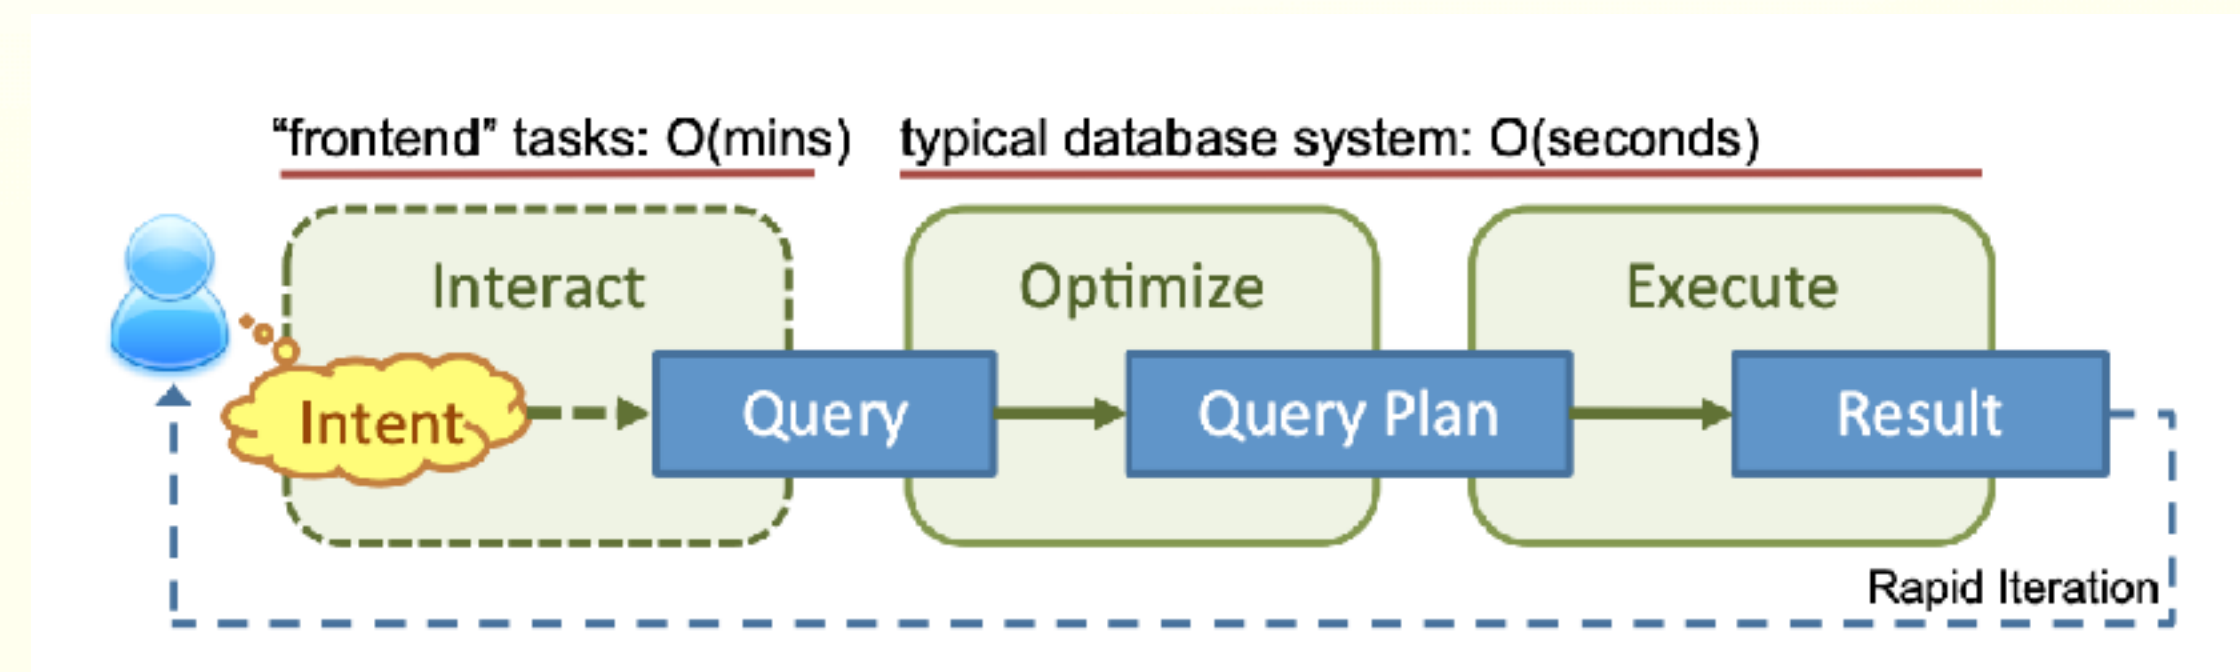 “frontend” tasks: O(mins)
typical database system: O(seconds)
Interact
Optimize
Execute
Intent
Query
Query Plan
Result
Rapid Iteration